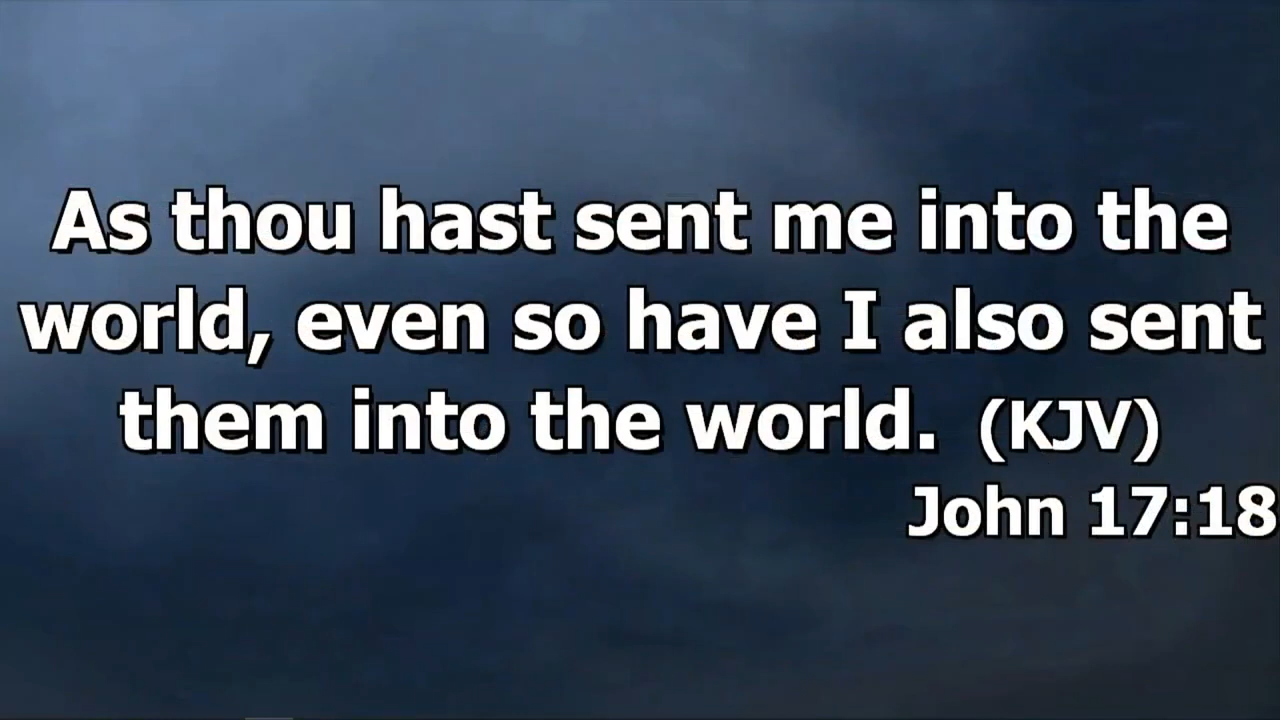 As thou hast sent me into the
world, even so have I also sent
them into the world. (KJV)
John 17:18